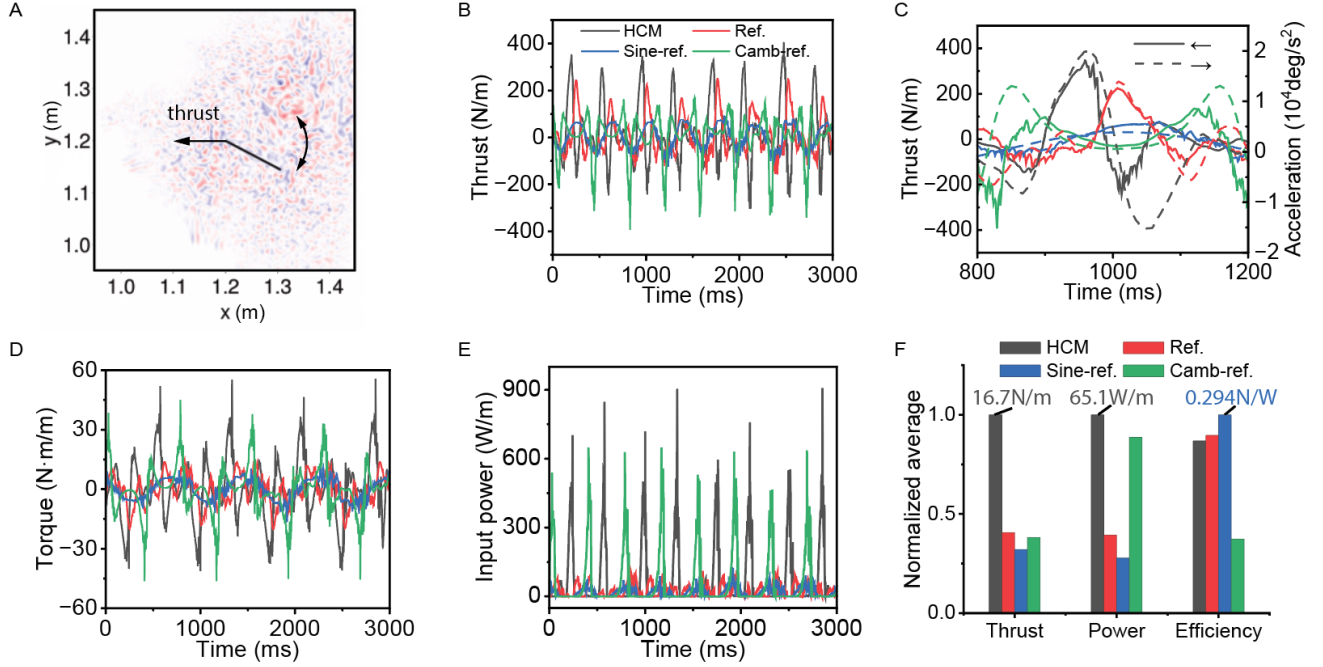 A
y (m)
1.4
1.3
1.2
1.1
1.0
thrust
1.0 1.1 1.2 1.3 1.4
x (m)
B
HCM Ref.
Sine-ref. Camb-ref.
Thrust (N/m)
400
200
0
−200
−400
0 1000 2000 3000
Time (ms)
C
Thrust (N/m)
400
200
0
−200
−400
←
→
2
1
0
−1
−2
Acceleration (10⁴deg/s²)
800 1000 1200
Time (ms)
D
Torque (N·m/m)
60
30
0
−30
−60
0 1000 2000 3000
Time (ms)
E
Input power (W/m)
900
600
300
0
0 1000 2000 3000
Time (ms)
F
HCM Ref.
Sine-ref. Camb-ref.
16.7N/m 65.1W/m 0.294N/W
Normalized average
1.0
0.5
0.0
Thrust Power Efficiency